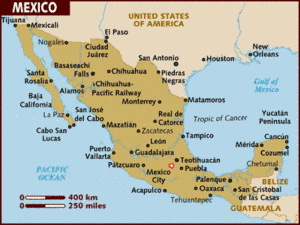 MEXICO
UNITED STATES
OF AMERICA
Tijuana
Mexicali
El Paso
Nogales
Ciudad
Juárez
San Antonio
Houston
New
Orleans
Santa
Rosalia
Basaseachi
Falls
Chihuahua
Chihuahua-
Pacific Railway
Piedras
Negras
Gulf of
Mexico
Baja
California
Alamos
Monterrey
Matamoros
La Paz
San José del
Cabo
Real de
Catorce
Tropic of Cancer
Yucatán
Peninsula
Cabo San
Lucas
Mazatlán
Zacatecas
Tampico
Cancún
León
Mérida
Cozumel
Puerto
Vallarta
Guadalajara
Teotihuacán
Chetumal
Pátzcuaro
Mexico
City
Puebla
PACIFIC
OCEAN
Palenque
BELIZE
Acapulco
Oaxaca
San Cristobal
de las Casas
Tehuantepec
GUATEMALA
0
400 km
0
250 miles